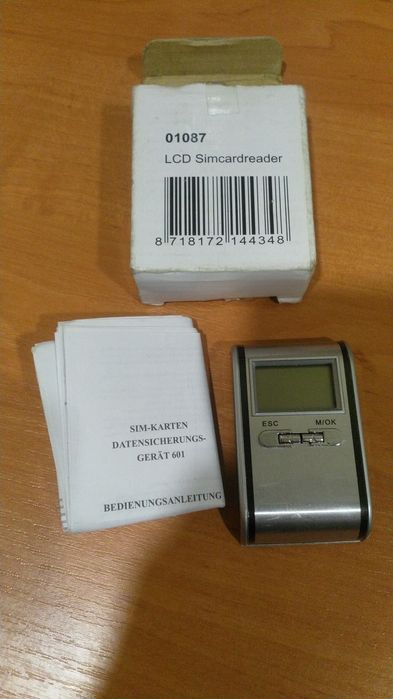 01087
LCD Simcardreader
8 718172 144348
SIM-KARTEN
DATENSICHERUNGS-
GERÄT 601
BEDIENUNGSANLEITUNG
ESC M/OK